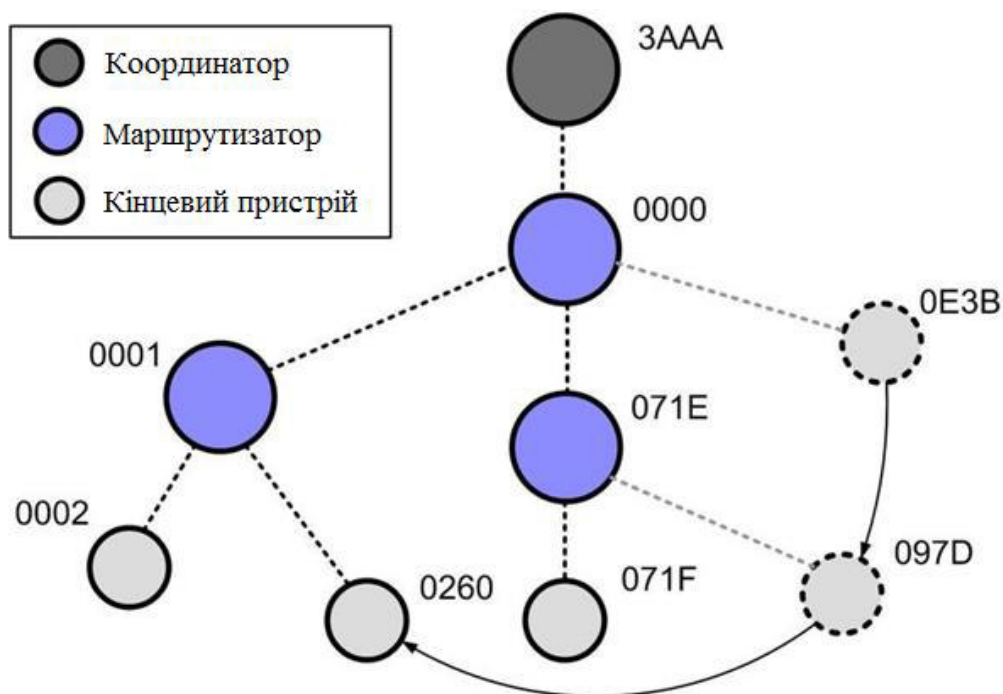 Координатор
Маршрутизатор
Кінцевий пристрій
3AAA
0000
0E3B
0001
071E
0002
0260
071F
097D